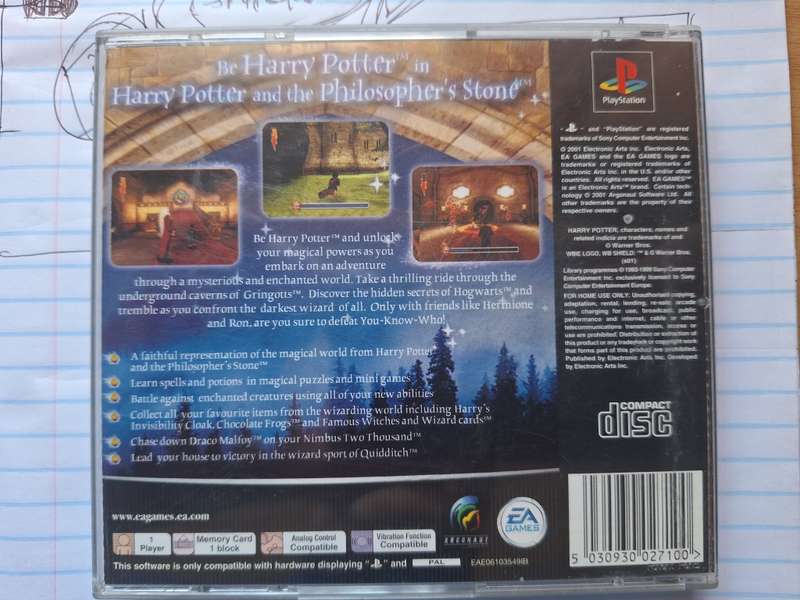 Be Harry Potter™ in
Harry Potter and the Philosopher's Stone™
Be Harry Potter™ and unlock
your magical powers as you
embark on an adventure
through a mysterious and enchanted world. Take a thrilling ride through the
underground caverns of Gringotts™. Discover the hidden secrets of Hogwarts™ and
tremble as you confront the darkest wizard of all. Only with friends like Hermione
and Ron, are you sure to defeat You-Know-Who!
A faithful representation of the magical world from Harry Potter
and the Philosopher's Stone™
Learn spells and potions in magical puzzles and mini games
Battle against enchanted creatures using all of your new abilities
Collect all your favourite items from the wizarding world including Harry's
Invisibility Cloak, Chocolate Frogs™ and Famous Witches and Wizard cards™
Chase down Draco Malfoy™ on your Nimbus Two Thousand™
Lead your house to victory in the wizard sport of Quidditch™
www.eagames.ea.com
1
Player
Memory Card
1 block
Analog Control
Compatible
Vibration Function
Compatible
This software is only compatible with hardware displaying " " and
PAL
EAE06103549IB
ARGONAUT
EA
GAMES
PlayStation
" " and "PlayStation" are registered
trademarks of Sony Computer Entertainment Inc.
© 2001 Electronic Arts Inc. Electronic Arts,
EA GAMES and the EA GAMES logo are
trademarks or registered trademarks of
Electronic Arts Inc. in the U.S. and/or other
countries. All rights reserved. EA GAMES™
is an Electronic Arts™ brand. Certain tech-
nology © 2001 Argonaut Software Ltd.
All other trademarks are the property of their
respective owners.
HARRY POTTER, characters, names and
related indicia are trademarks of and
© Warner Bros.
WBIE LOGO, WB SHIELD: ™ & © Warner Bros.
(s01)
Library programmes © 1993-1999 Sony Computer
Entertainment Inc. exclusively licensed to Sony
Computer Entertainment Europe.
FOR HOME USE ONLY. Unauthorised copying,
adaptation, rental, lending, re-sale, arcade
use, charging for use, broadcast, public
performance and internet, cable or other
telecommunications transmission, access or
use are prohibited. Distribution or extraction of
this product or any trademark or copyright work
that forms part of this product are prohibited.
Published by Electronic Arts Inc. Developed
by Electronic Arts Inc.
COMPACT
disc
5 030930 027100 >